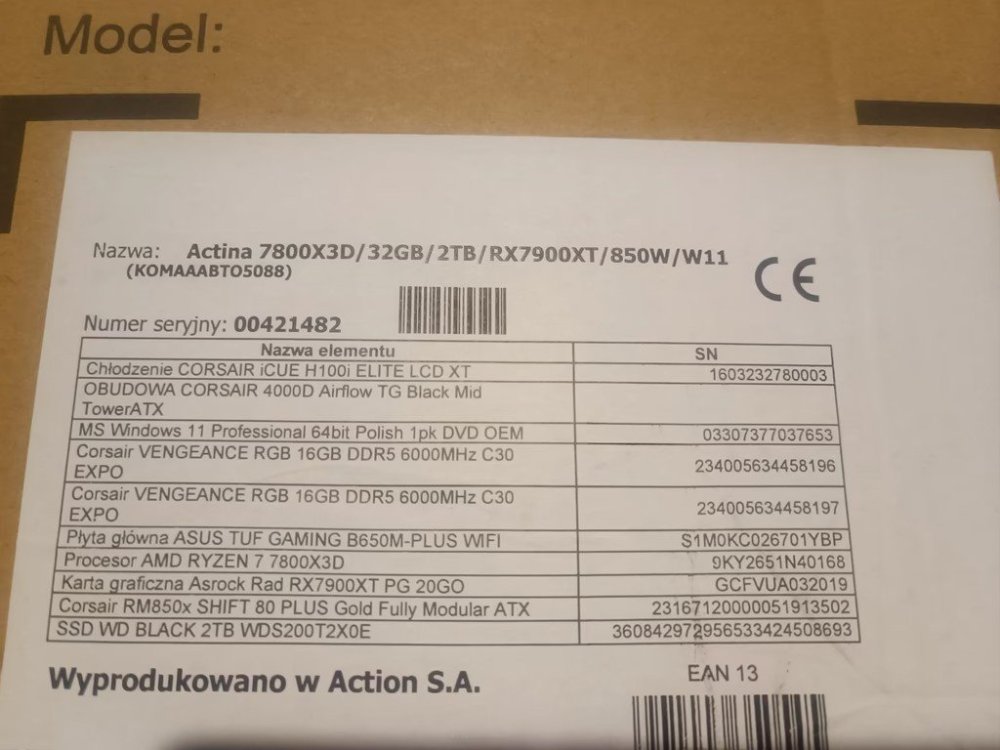 Model:
Nazwa: Actina 7800X3D/32GB/2TB/RX7900XT/850W/W11
(KOMAAABTO5088)
CE
Numer seryjny: 00421482
Nazwa elementu SN
Chłodzenie CORSAIR iCUE H100i ELITE LCD XT 1603232780003
OBUDOWA CORSAIR 4000D Airflow TG Black Mid
TowerATX
MS Windows 11 Professional 64bit Polish 1pk DVD OEM 03307377037653
Corsair VENGEANCE RGB 16GB DDR5 6000MHz C30
EXPO 234005634458196
Corsair VENGEANCE RGB 16GB DDR5 6000MHz C30
EXPO 234005634458197
Płyta główna ASUS TUF GAMING B650M-PLUS WIFI S1M0KC026701YBP
Procesor AMD RYZEN 7 7800X3D 9KY2651N40168
Karta graficzna Asrock Rad RX7900XT PG 20GO GCFVUA032019
Corsair RM850x SHIFT 80 PLUS Gold Fully Modular ATX 23167120000051913502
SSD WD BLACK 2TB WDS200T2X0E 360842972956533424508693
Wyprodukowano w Action S.A.
EAN 13